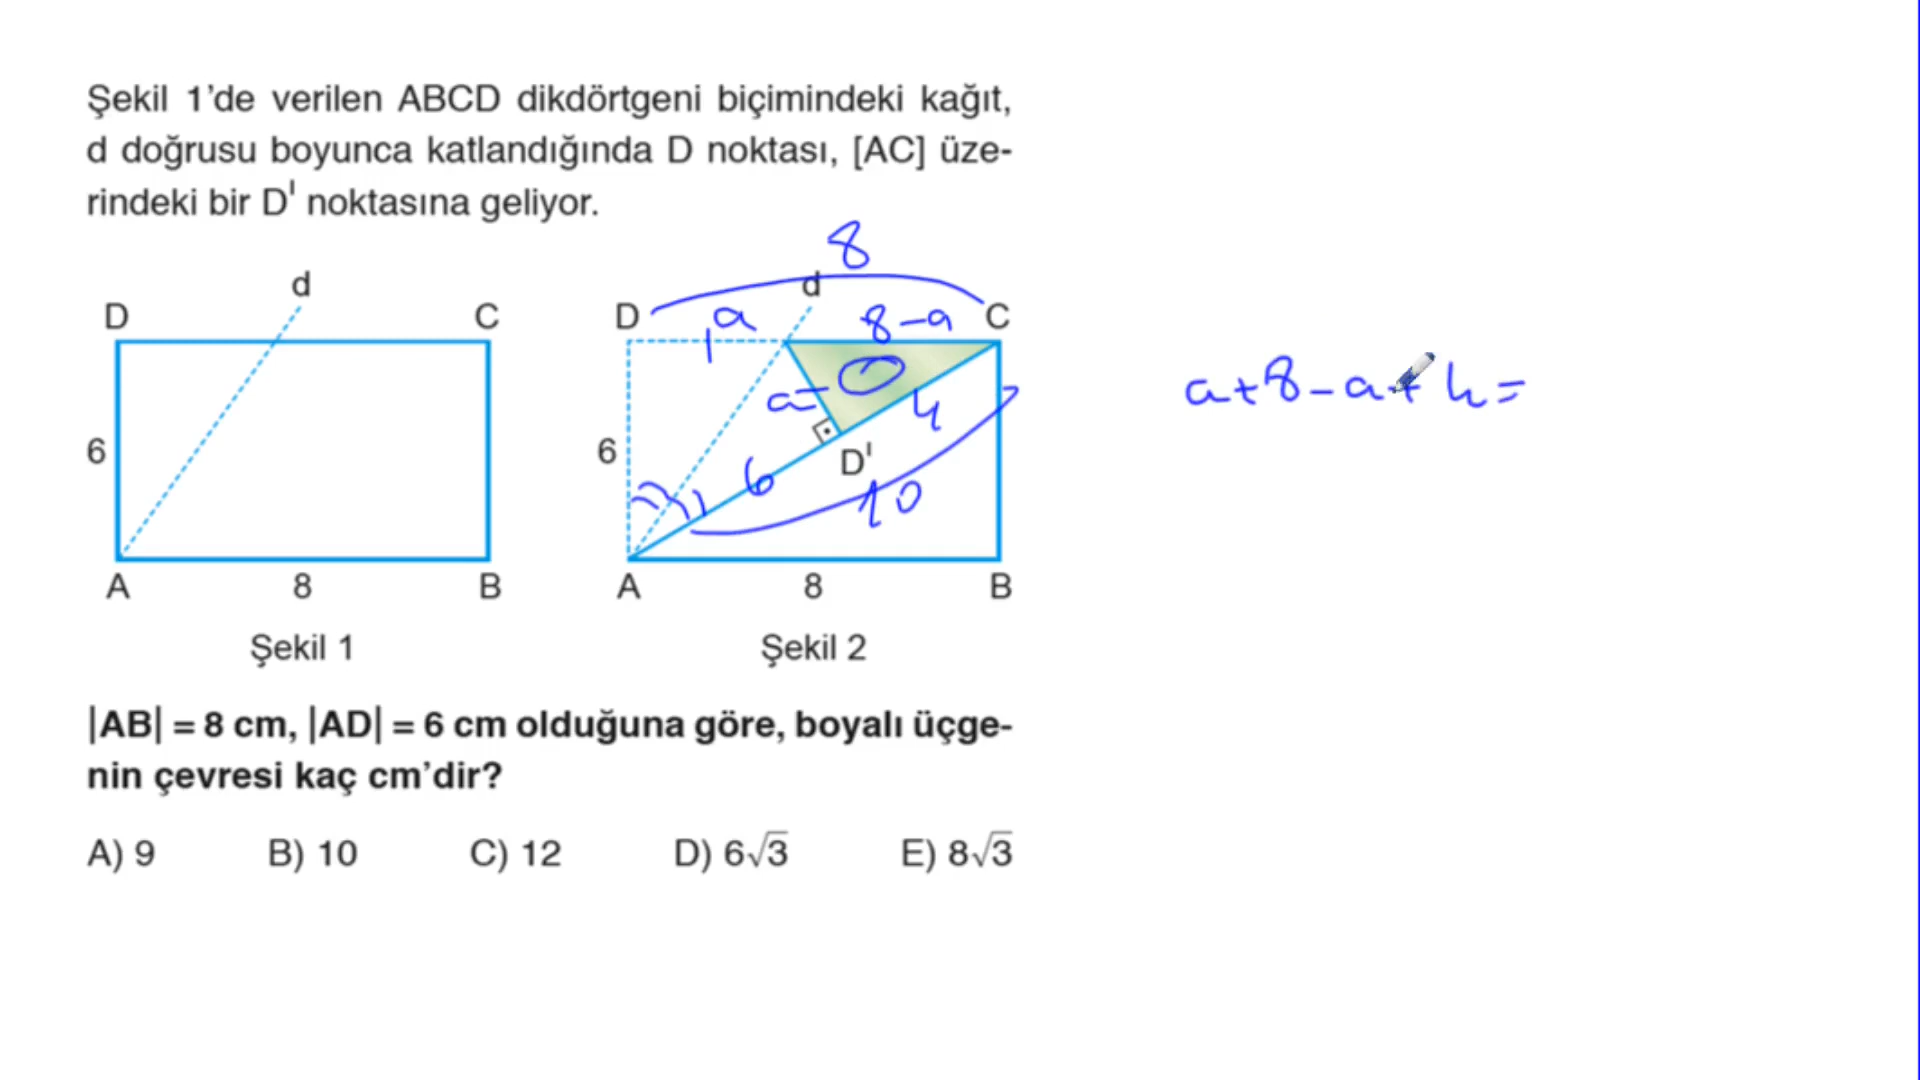 Şekil 1’de verilen ABCD dikdörtgeni biçimindeki kağıt,
d doğrusu boyunca katlandığında D noktası, [AC] üze-
rindeki bir D' noktasına geliyor.
d
D C
6
A 8 B
Şekil 1
8
d
D a 8-a C
a 4
6 D'
6 10
A 8 B
Şekil 2
a+8-a+4=
|AB| = 8 cm, |AD| = 6 cm olduğuna göre, boyalı üçge-
nin çevresi kaç cm’dir?
A) 9 B) 10 C) 12 D) 6√3 E) 8√3